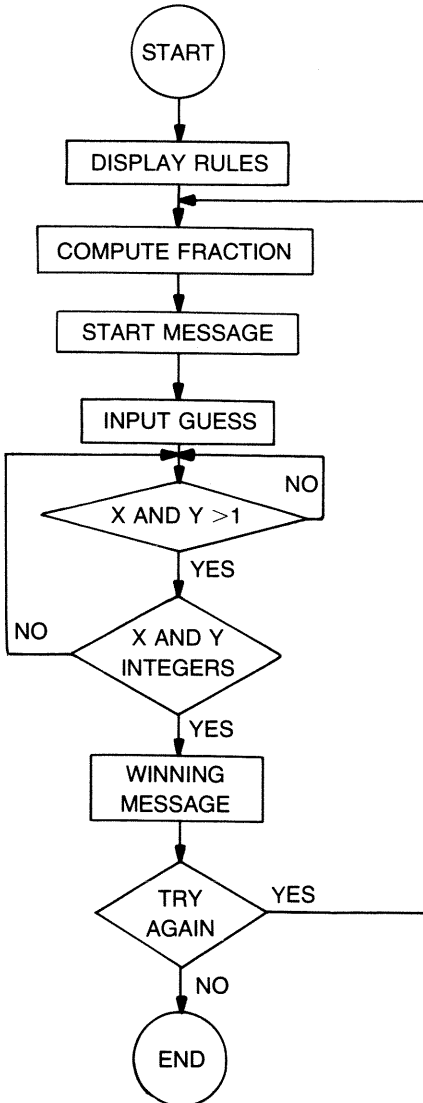 START
DISPLAY RULES
COMPUTE FRACTION
START MESSAGE
INPUT GUESS
NO
X AND Y >1
YES
NO
X AND Y
INTEGERS
YES
WINNING
MESSAGE
TRY
AGAIN
YES
NO
END